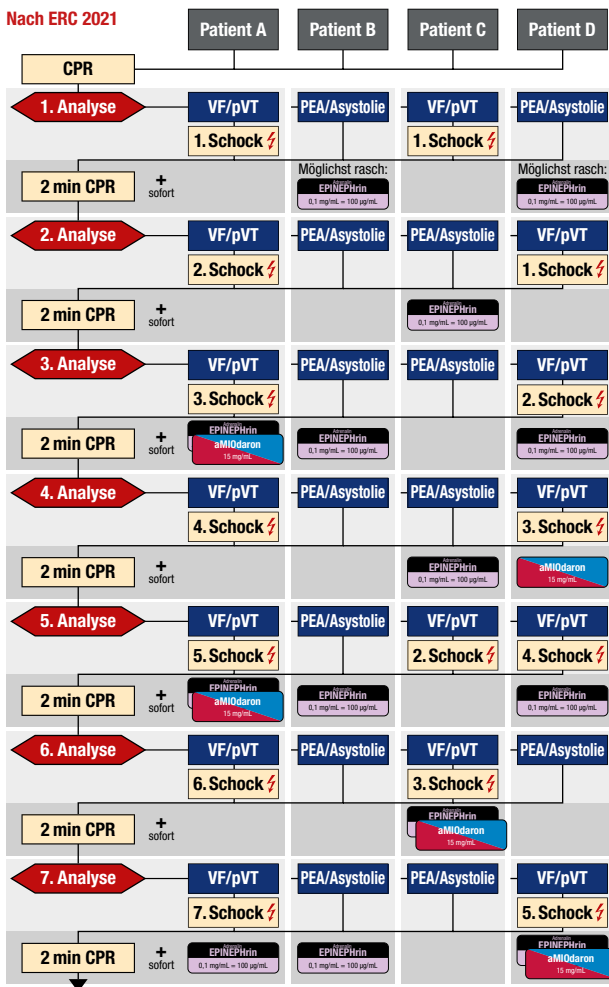 Nach ERC 2021
Patient A
Patient B
Patient C
Patient D
CPR
1. Analyse
VF/pVT
PEA/Asystolie
VF/pVT
PEA/Asystolie
1. Schock
1. Schock
2 min CPR
+
sofort
Möglichst rasch:
Adrenalin
EPINEPHrin
0,1 mg/mL = 100 µg/mL
Möglichst rasch:
Adrenalin
EPINEPHrin
0,1 mg/mL = 100 µg/mL
2. Analyse
VF/pVT
PEA/Asystolie
PEA/Asystolie
VF/pVT
2. Schock
1. Schock
2 min CPR
+
sofort
Adrenalin
EPINEPHrin
0,1 mg/mL = 100 µg/mL
3. Analyse
VF/pVT
PEA/Asystolie
PEA/Asystolie
VF/pVT
3. Schock
2. Schock
2 min CPR
+
sofort
Adrenalin
EPINEPHrin
aMIOdaron
15 mg/mL
Adrenalin
EPINEPHrin
0,1 mg/mL = 100 µg/mL
Adrenalin
EPINEPHrin
0,1 mg/mL = 100 µg/mL
4. Analyse
VF/pVT
PEA/Asystolie
PEA/Asystolie
VF/pVT
4. Schock
3. Schock
2 min CPR
+
sofort
Adrenalin
EPINEPHrin
0,1 mg/mL = 100 µg/mL
aMIOdaron
15 mg/mL
5. Analyse
VF/pVT
PEA/Asystolie
VF/pVT
VF/pVT
5. Schock
2. Schock
4. Schock
2 min CPR
+
sofort
Adrenalin
EPINEPHrin
aMIOdaron
15 mg/mL
Adrenalin
EPINEPHrin
0,1 mg/mL = 100 µg/mL
Adrenalin
EPINEPHrin
0,1 mg/mL = 100 µg/mL
6. Analyse
VF/pVT
PEA/Asystolie
VF/pVT
PEA/Asystolie
6. Schock
3. Schock
2 min CPR
+
sofort
Adrenalin
EPINEPHrin
aMIOdaron
15 mg/mL
7. Analyse
VF/pVT
PEA/Asystolie
PEA/Asystolie
VF/pVT
7. Schock
5. Schock
2 min CPR
+
sofort
Adrenalin
EPINEPHrin
0,1 mg/mL = 100 µg/mL
Adrenalin
EPINEPHrin
0,1 mg/mL = 100 µg/mL
Adrenalin
EPINEPHrin
aMIOdaron
15 mg/mL